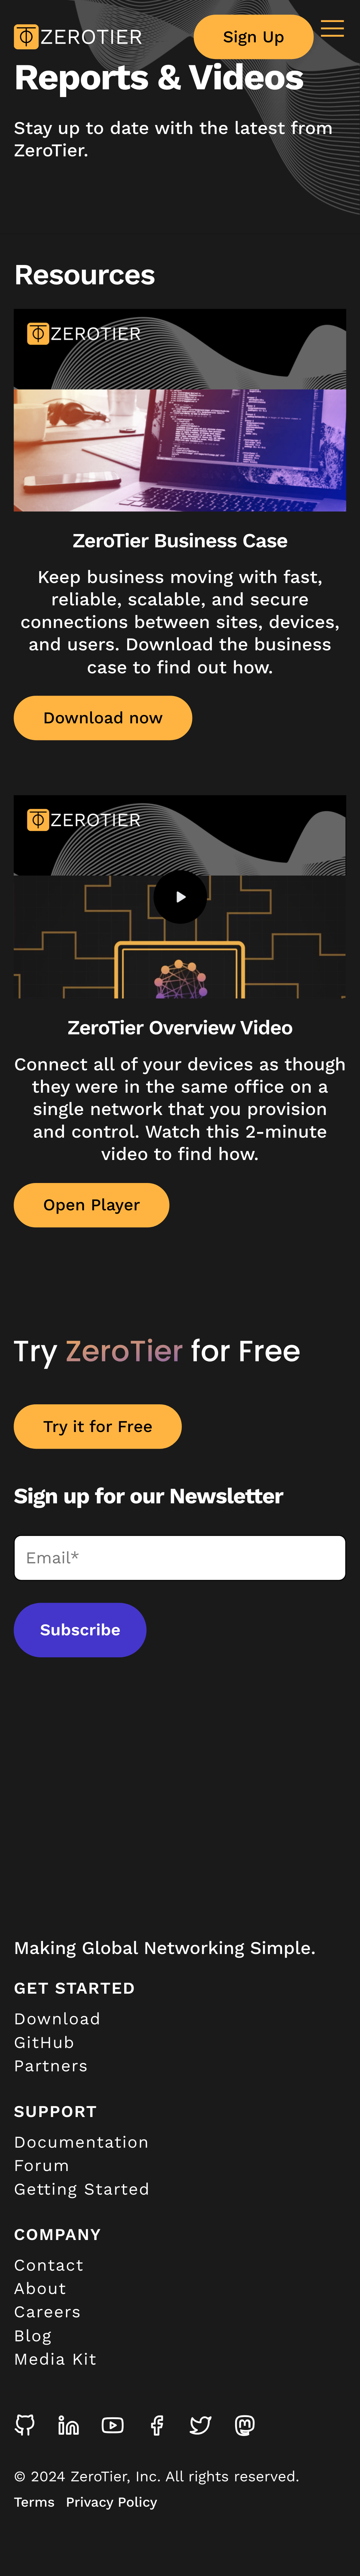 ZEROTIER
Sign Up
Reports & Videos
Stay up to date with the latest from
ZeroTier.
Resources
ZEROTIER
ZeroTier Business Case
Keep business moving with fast,
reliable, scalable, and secure
connections between sites, devices,
and users. Download the business
case to find out how.
Download now
ZEROTIER
ZeroTier Overview Video
Connect all of your devices as though
they were in the same office on a
single network that you provision
and control. Watch this 2-minute
video to find how.
Open Player
Try ZeroTier for Free
Try it for Free
Sign up for our Newsletter
Email*
Subscribe
Making Global Networking Simple.
GET STARTED
Download
GitHub
Partners
SUPPORT
Documentation
Forum
Getting Started
COMPANY
Contact
About
Careers
Blog
Media Kit
© 2024 ZeroTier, Inc. All rights reserved.
Terms Privacy Policy